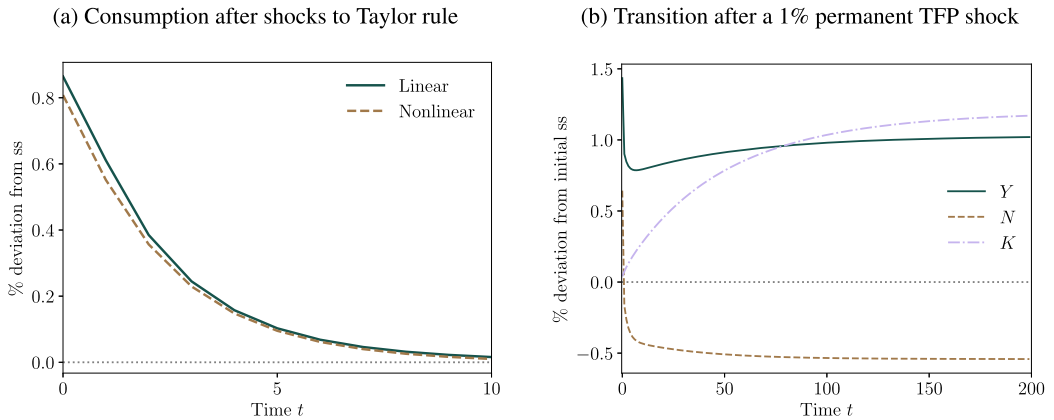 (a) Consumption after shocks to Taylor rule
% deviation from ss
0.8
0.6
0.4
0.2
0.0
0
5
10
Time t
Linear
Nonlinear
(b) Transition after a 1% permanent TFP shock
% deviation from initial ss
1.5
1.0
0.5
0.0
−0.5
0
50
100
150
200
Time t
Y
N
K